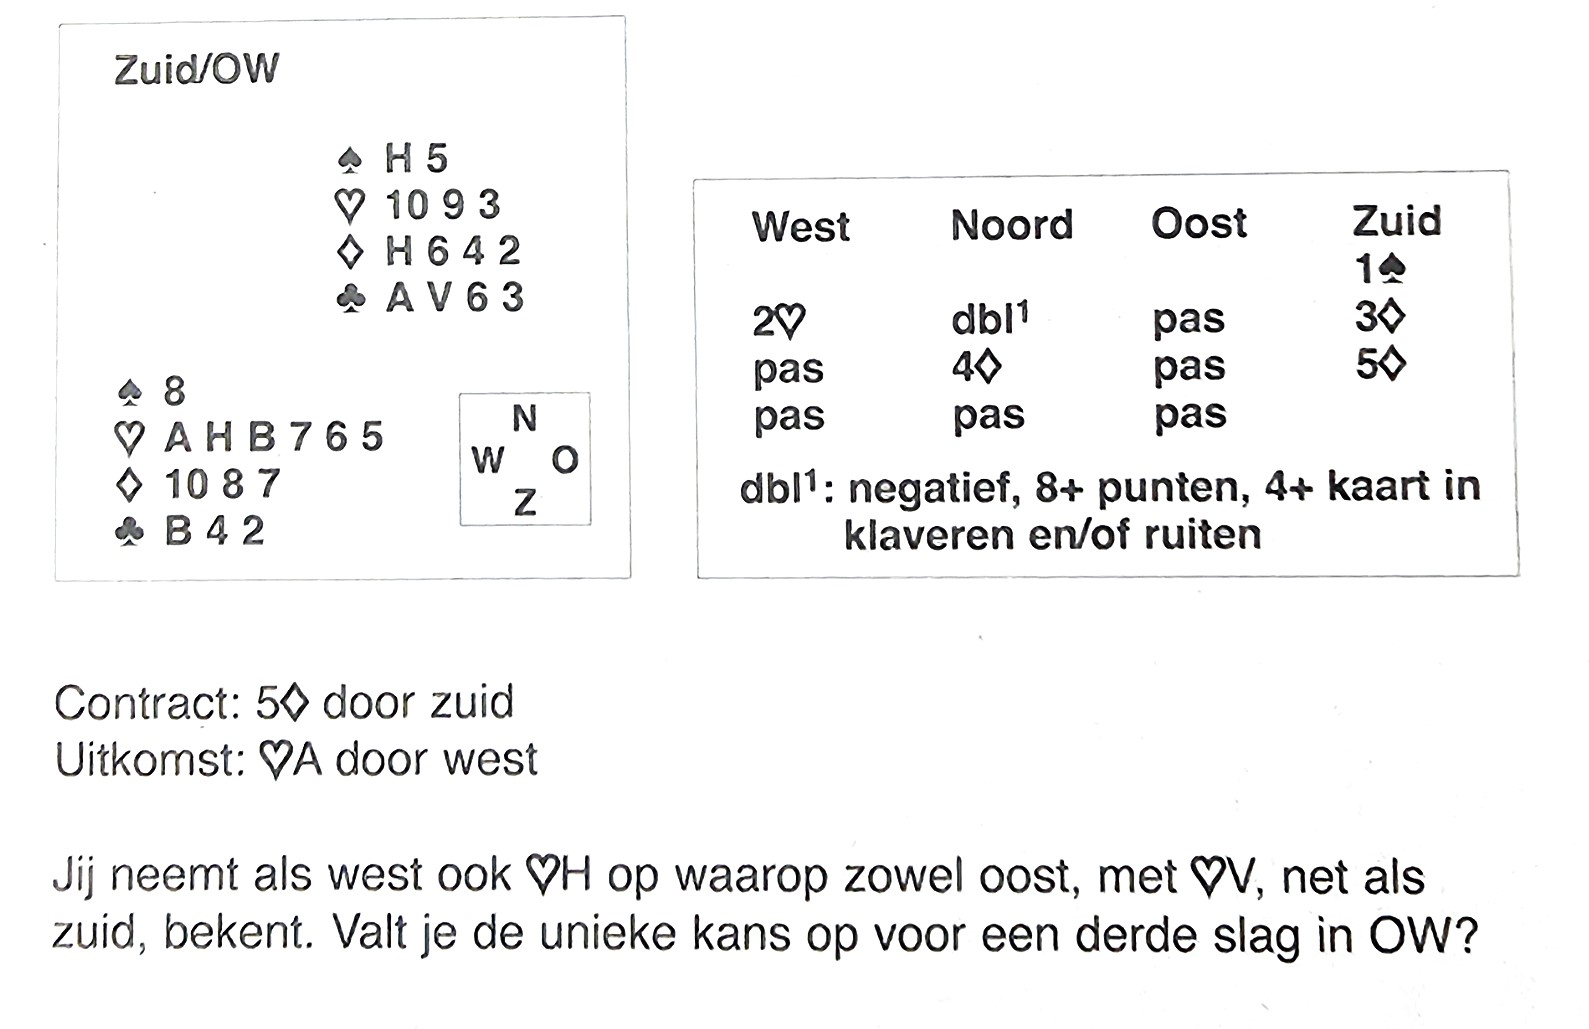 Zuid/OW
♠ H 5
♡ 10 9 3
♢ H 6 4 2
♣ A V 6 3
♠ 8
♡ A H B 7 6 5
♢ 10 8 7
♣ B 4 2
N
W O
Z
West Noord Oost Zuid
1♠
2♡ dbl¹ pas 3♢
pas 4♢ pas 5♢
pas pas pas
dbl¹: negatief, 8+ punten, 4+ kaart in
klaveren en/of ruiten
Contract: 5♢ door zuid
Uitkomst: ♡A door west
Jij neemt als west ook ♡H op waarop zowel oost, met ♡V, net als
zuid, bekent. Valt je de unieke kans op voor een derde slag in OW?